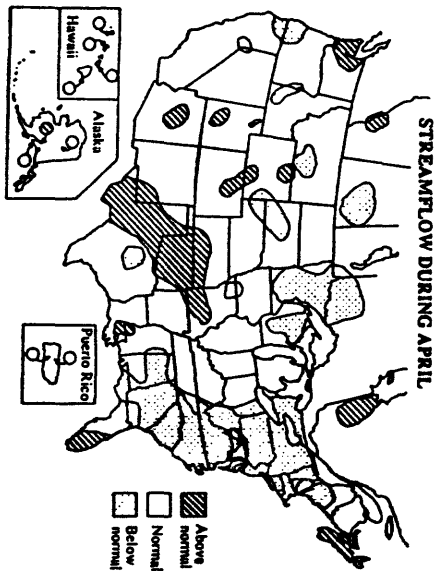 STREAMFLOW DURING APRIL
Hawaii
Alaska
Puerto Rico
Above
normal
Normal
Below
normal